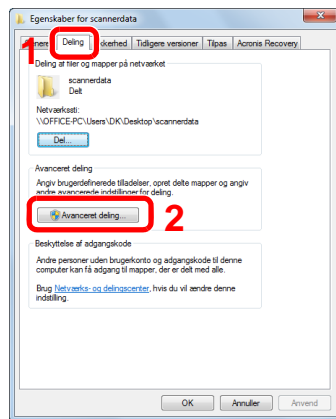 Egenskaber for scannerdata
1
Deling
Tidligere versioner
Tilpas
Acronis Recovery
Deling af filer og mapper på netværket
scannerdata
Delt
Netværkssti:
\\OFFICE-PC\Users\DK\Desktop\scannerdata
Del...
Avanceret deling
Angiv brugerdefinerede tilladelser, opret delte mapper og angiv
andre avancerede indstillinger for deling.
Avanceret deling...
2
Beskyttelse af adgangskode
Andre personer uden brugerkonto og adgangskode til denne
computer kan få adgang til mapper, der er delt med alle.
Brug Netværks- og delingscenter, hvis du vil ændre denne
indstilling.
OK
Annuller
Anvend